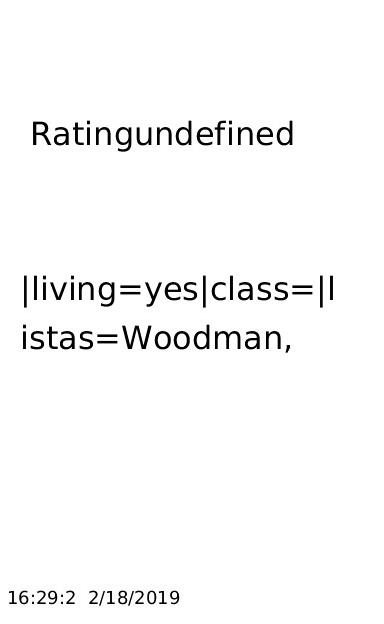 Ratingundefined
|living=yes|class=|l
istas=Woodman,
16:29:2 2/18/2019